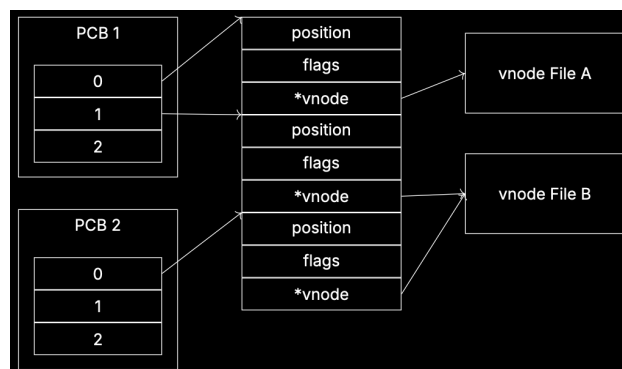 PCB 1
0
1
2
PCB 2
0
1
2
position
flags
*vnode
position
flags
*vnode
position
flags
*vnode
vnode File A
vnode File B